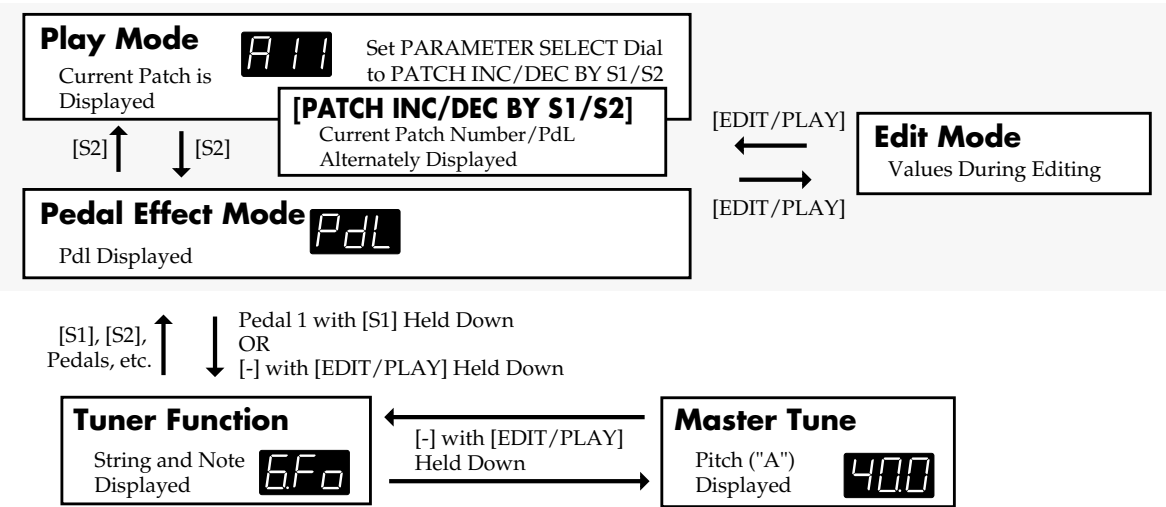 Play Mode
A11
Set PARAMETER SELECT Dial
to PATCH INC/DEC BY S1/S2
Current Patch is
Displayed
[PATCH INC/DEC BY S1/S2]
Current Patch Number/PdL
Alternately Displayed
[S2]
[S2]
[EDIT/PLAY]
[EDIT/PLAY]
Edit Mode
Values During Editing
Pedal Effect Mode
PdL
Pdl Displayed
[S1], [S2],
Pedals, etc.
Pedal 1 with [S1] Held Down
OR
[-] with [EDIT/PLAY] Held Down
Tuner Function
String and Note
Displayed
6.Fo
[-] with [EDIT/PLAY]
Held Down
Master Tune
Pitch ("A")
Displayed
40.0